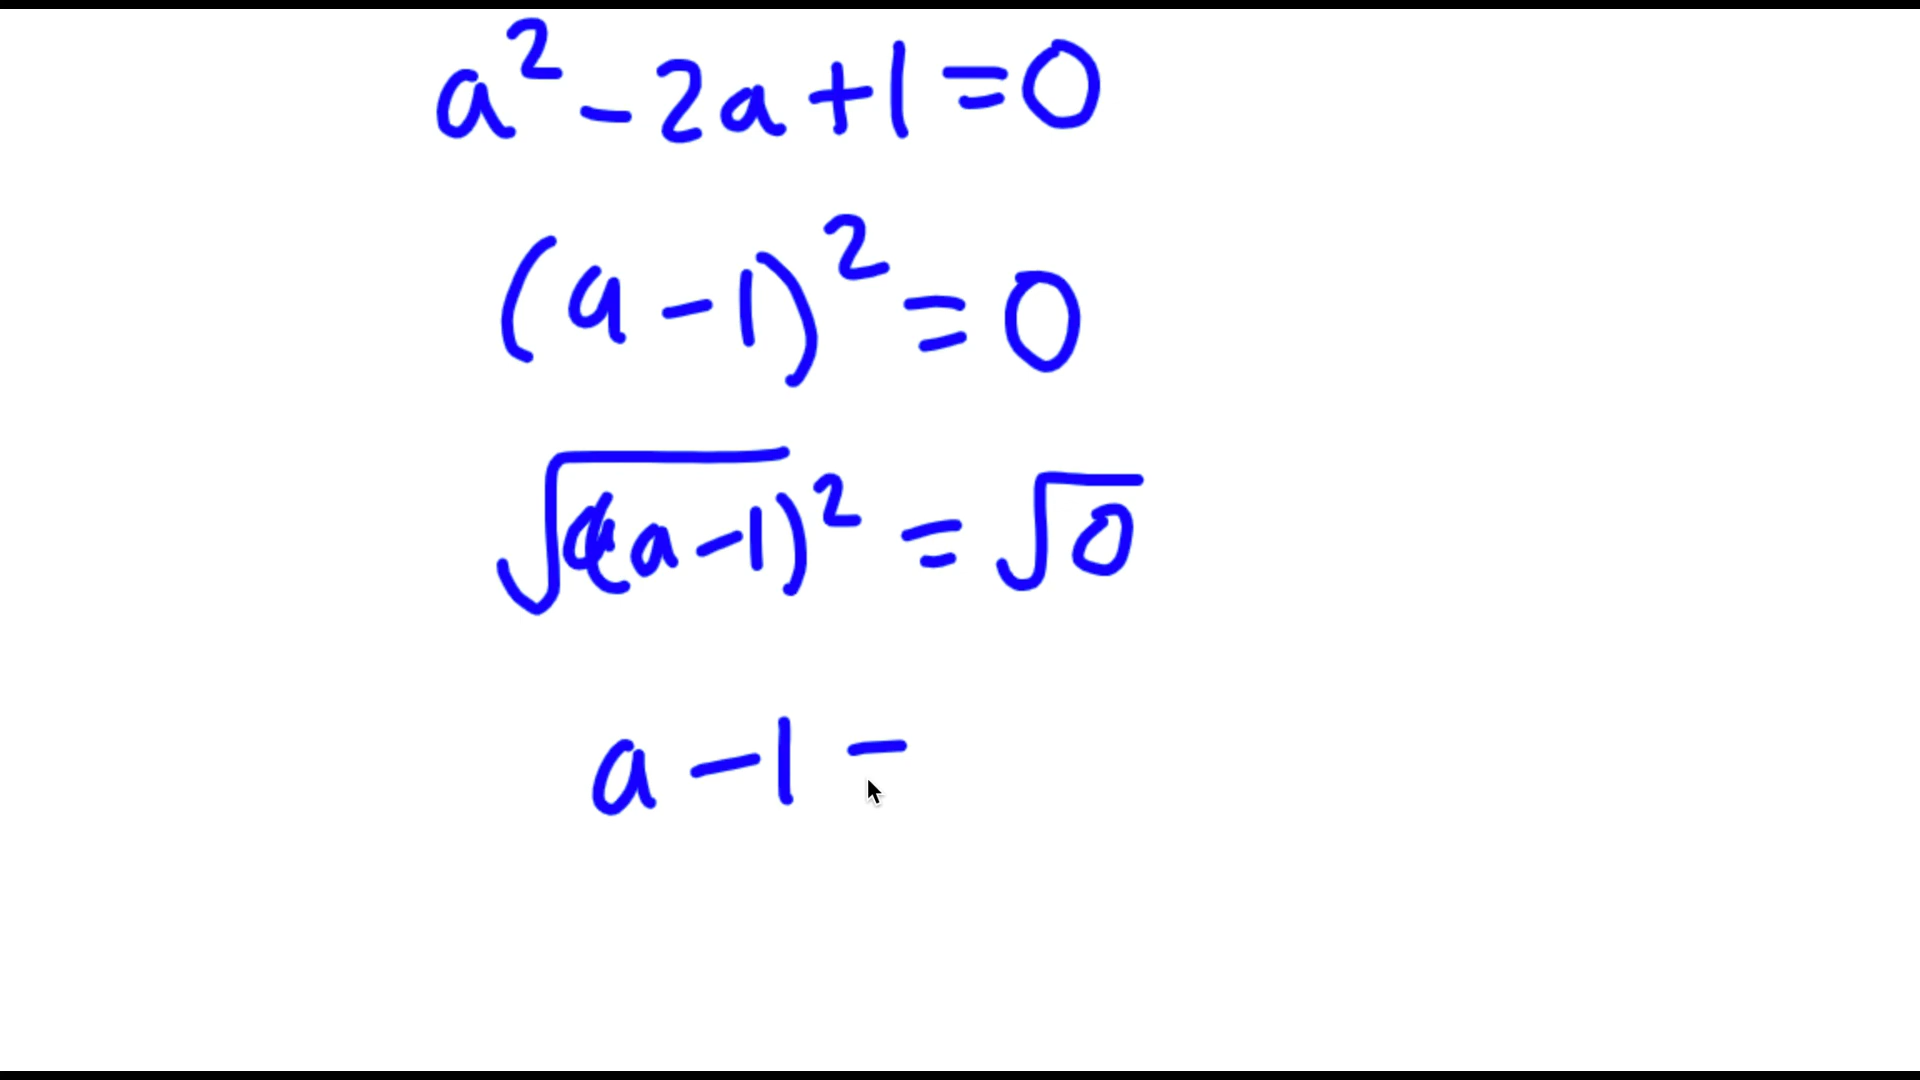 a² - 2a + 1 = 0
(a - 1)² = 0
√(a - 1)² = √0
a - 1 -